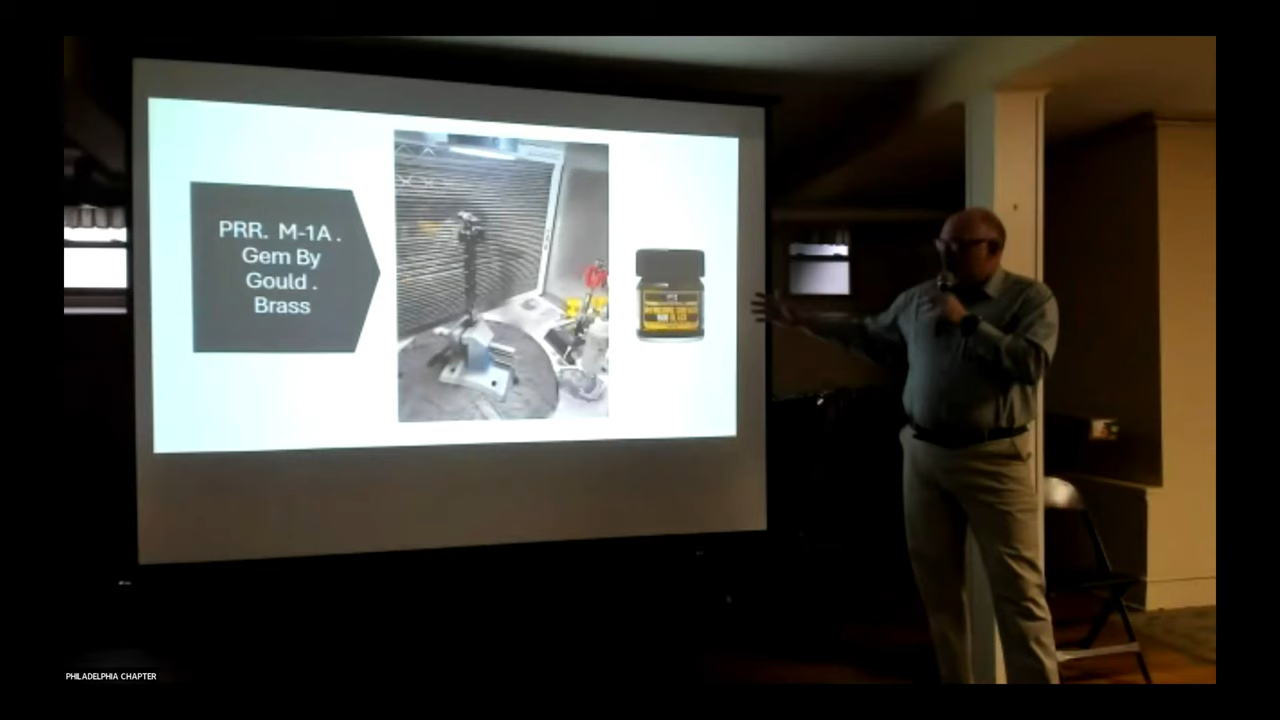 PRR. M-1A .
Gem By
Gould .
Brass
PHILADELPHIA CHAPTER